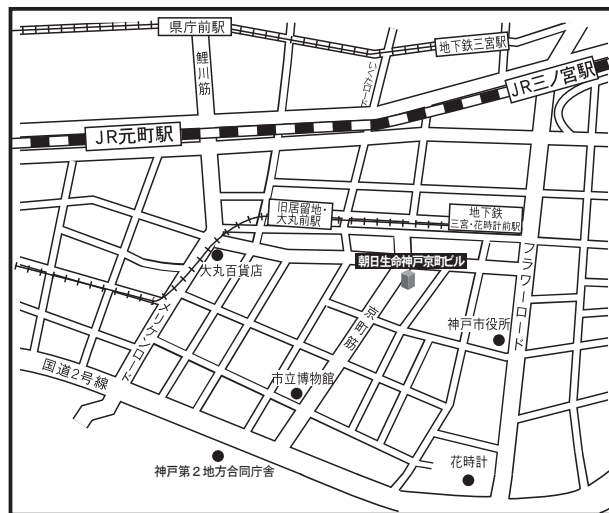 県庁前駅
地下鉄三宮駅
鯉川筋
いくたロード
JR三ノ宮駅
JR元町駅
旧居留地・
大丸前駅
地下鉄
三宮・花時計前駅
フラワーロード
朝日生命神戸京町ビル
大丸百貨店
メリケンロード
京町筋
神戸市役所
国道2号線
市立博物館
花時計
神戸第2地方合同庁舎